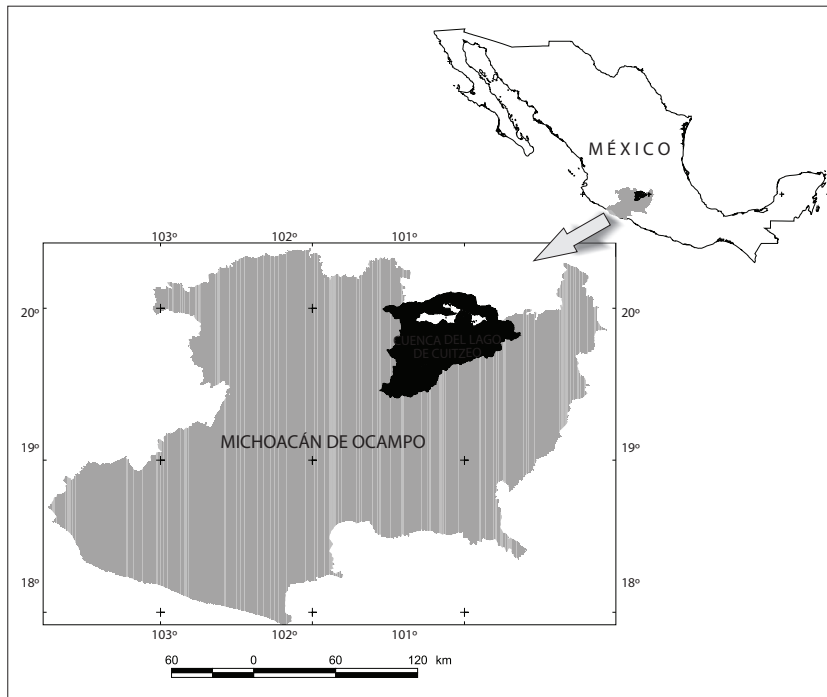 MÉXICO
103º 102º 101º
20º 20º
CUENCA DEL LAGO
DE CUITZEO
MICHOACÁN DE OCAMPO
19º 19º
18º 18º
103º 102º 101º
60 0 60 120 km